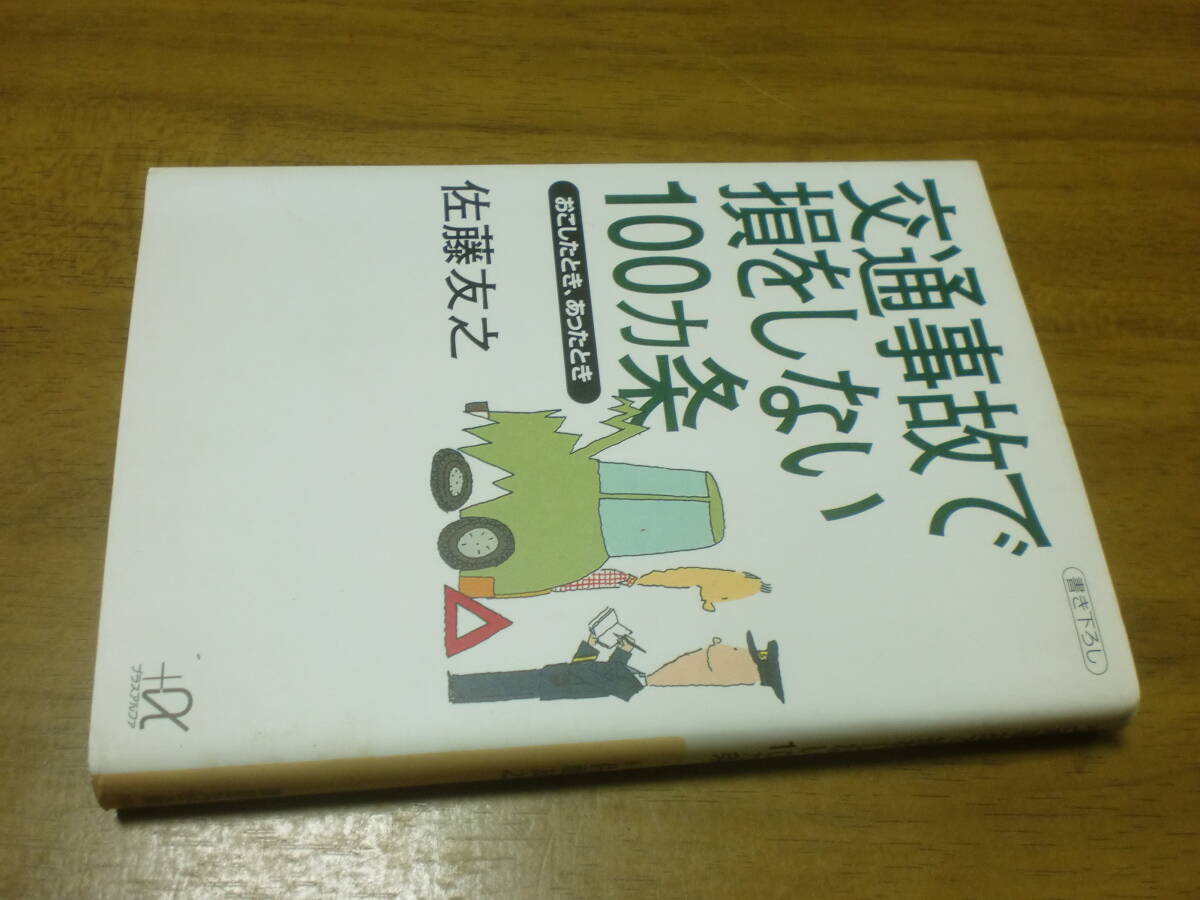 書き下ろし
交通事故で
損をしない
100カ条
おこしたとき、あったとき
佐藤友之
+α
プラスアルファ